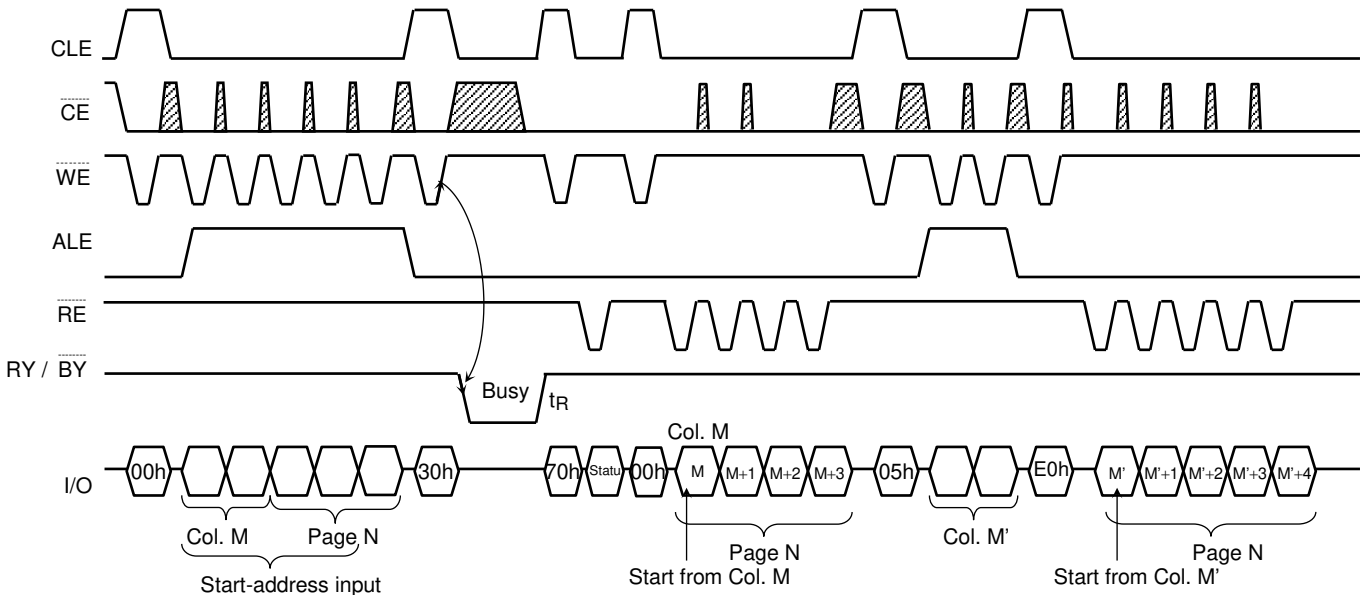 CLE
CE
WE
ALE
RE
RY / BY
Busy
tR
Col. M
I/O
00h
30h
70h
Statu
00h
M
M+1
M+2
M+3
05h
E0h
M'
M'+1
M'+2
M'+3
M'+4
Col. M
Page N
Start-address input
Page N
Start from Col. M
Col. M’
Page N
Start from Col. M’